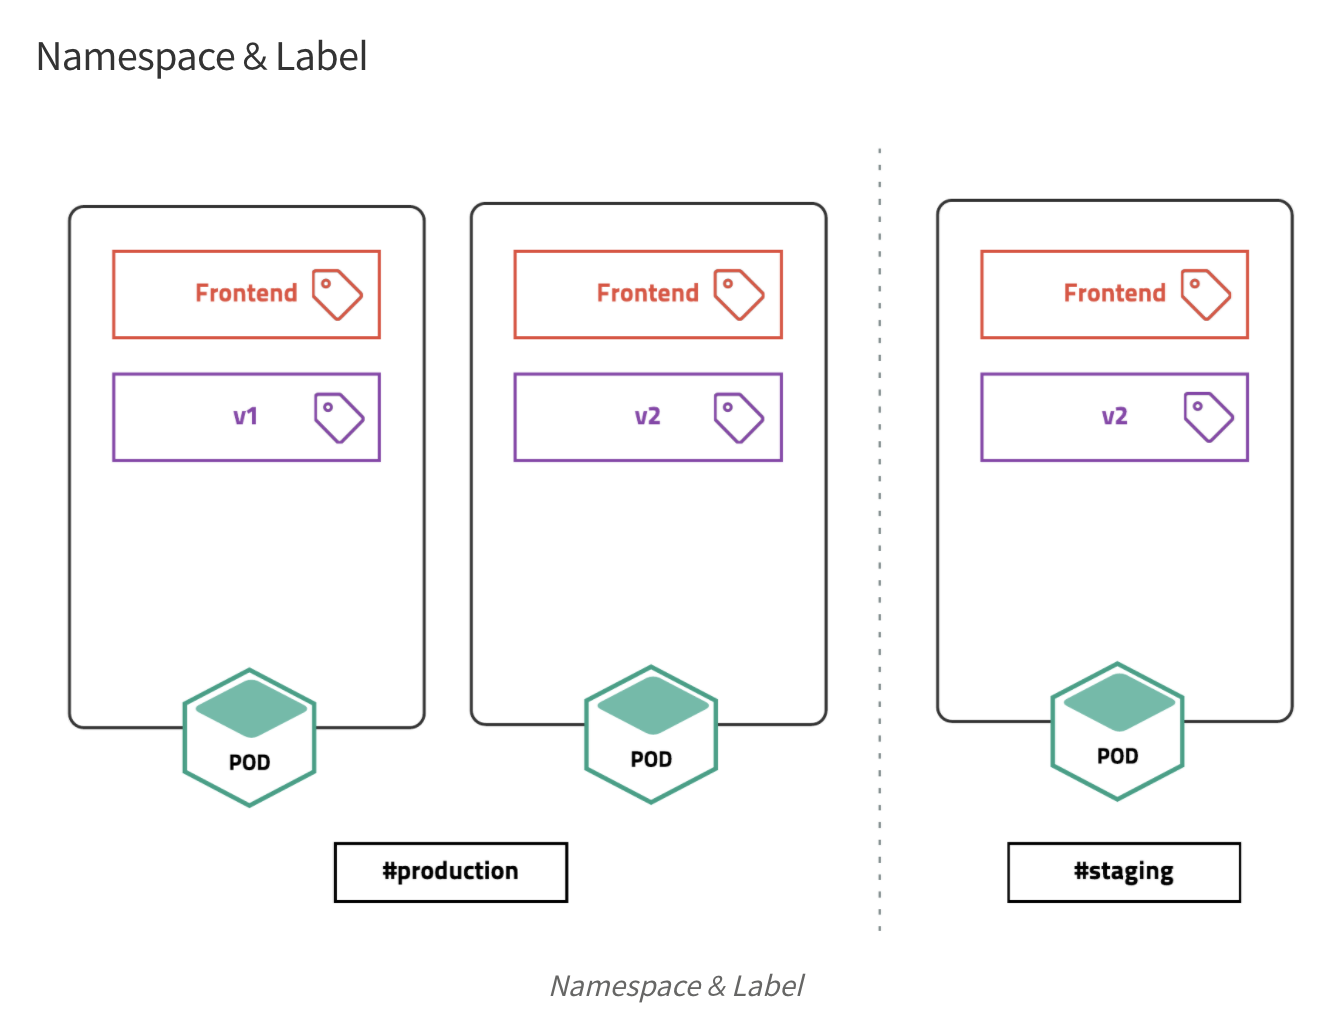 Namespace & Label
Frontend
Frontend
Frontend
v1
v2
v2
POD
POD
POD
#production
#staging
Namespace & Label